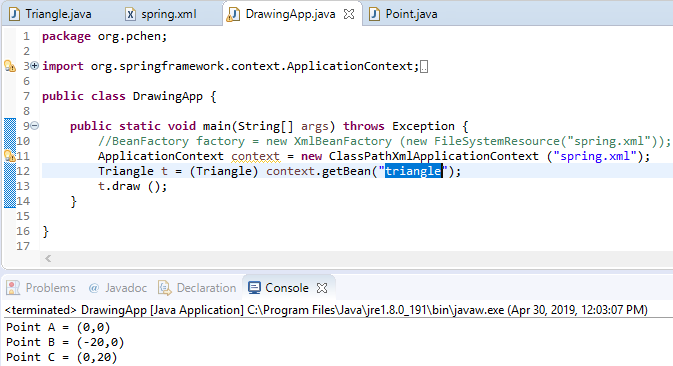 Triangle.java spring.xml DrawingApp.java Point.java
1 package org.pchen;
2
3 import org.springframework.context.ApplicationContext;
6
7 public class DrawingApp {
8
9 public static void main(String[] args) throws Exception {
10 //BeanFactory factory = new XmlBeanFactory (new FileSystemResource("spring.xml"));
11 ApplicationContext context = new ClassPathXmlApplicationContext ("spring.xml");
12 Triangle t = (Triangle) context.getBean("triangle");
13 t.draw ();
14 }
15
16 }
17
Problems @ Javadoc Declaration Console
<terminated> DrawingApp [Java Application] C:\Program Files\Java\jre1.8.0_191\bin\javaw.exe (Apr 30, 2019, 12:03:07 PM)
Point A = (0,0)
Point B = (-20,0)
Point C = (0,20)